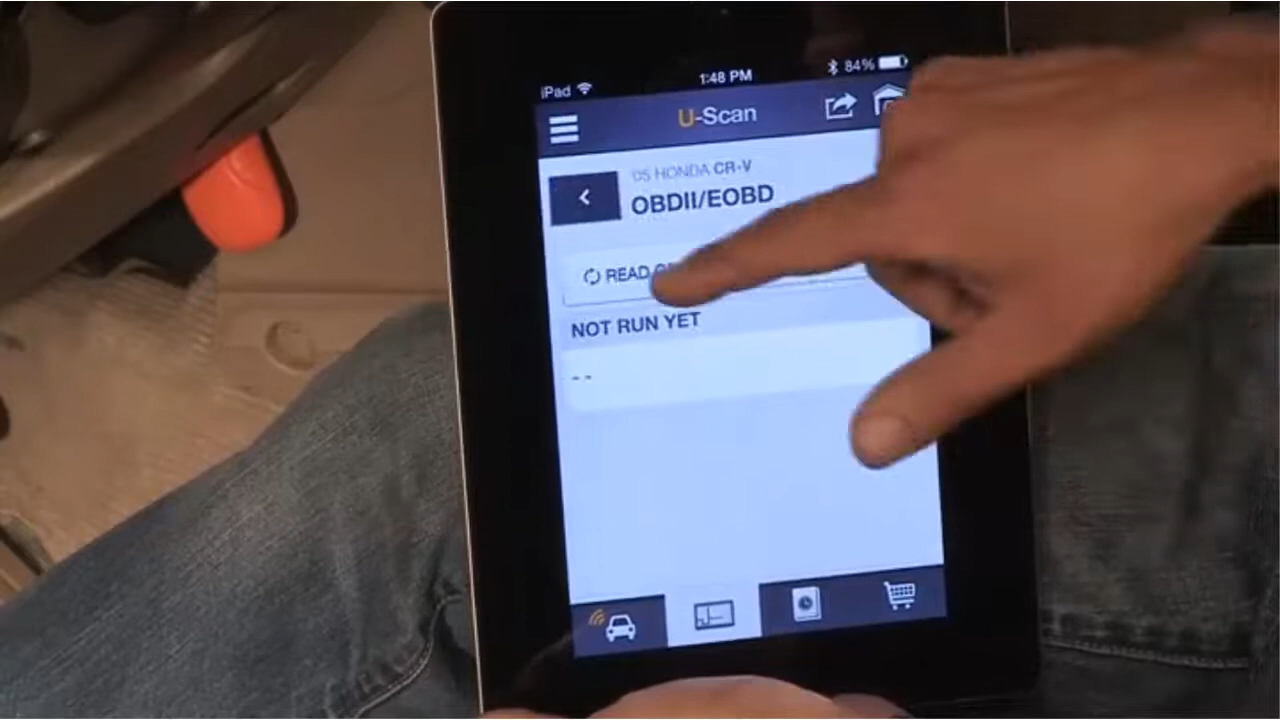 iPad 1:48 PM 84%
U-Scan
'05 HONDA CR-V
OBDII/EOBD
READ
NOT RUN YET
--